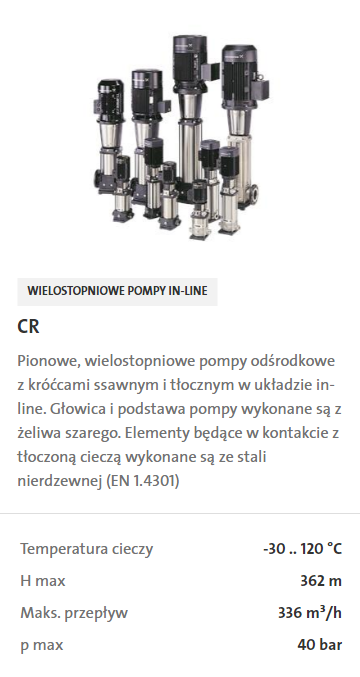 WIELOSTOPNIOWE POMPY IN-LINE
CR
Pionowe, wielostopniowe pompy odśrodkowe
z króćcami ssawnym i tłocznym w układzie in-
line. Głowica i podstawa pompy wykonane są z
żeliwa szarego. Elementy będące w kontakcie z
tłoczoną cieczą wykonane są ze stali
nierdzewnej (EN 1.4301)
Temperatura cieczy -30 .. 120 °C
H max 362 m
Maks. przepływ 336 m³/h
p max 40 bar